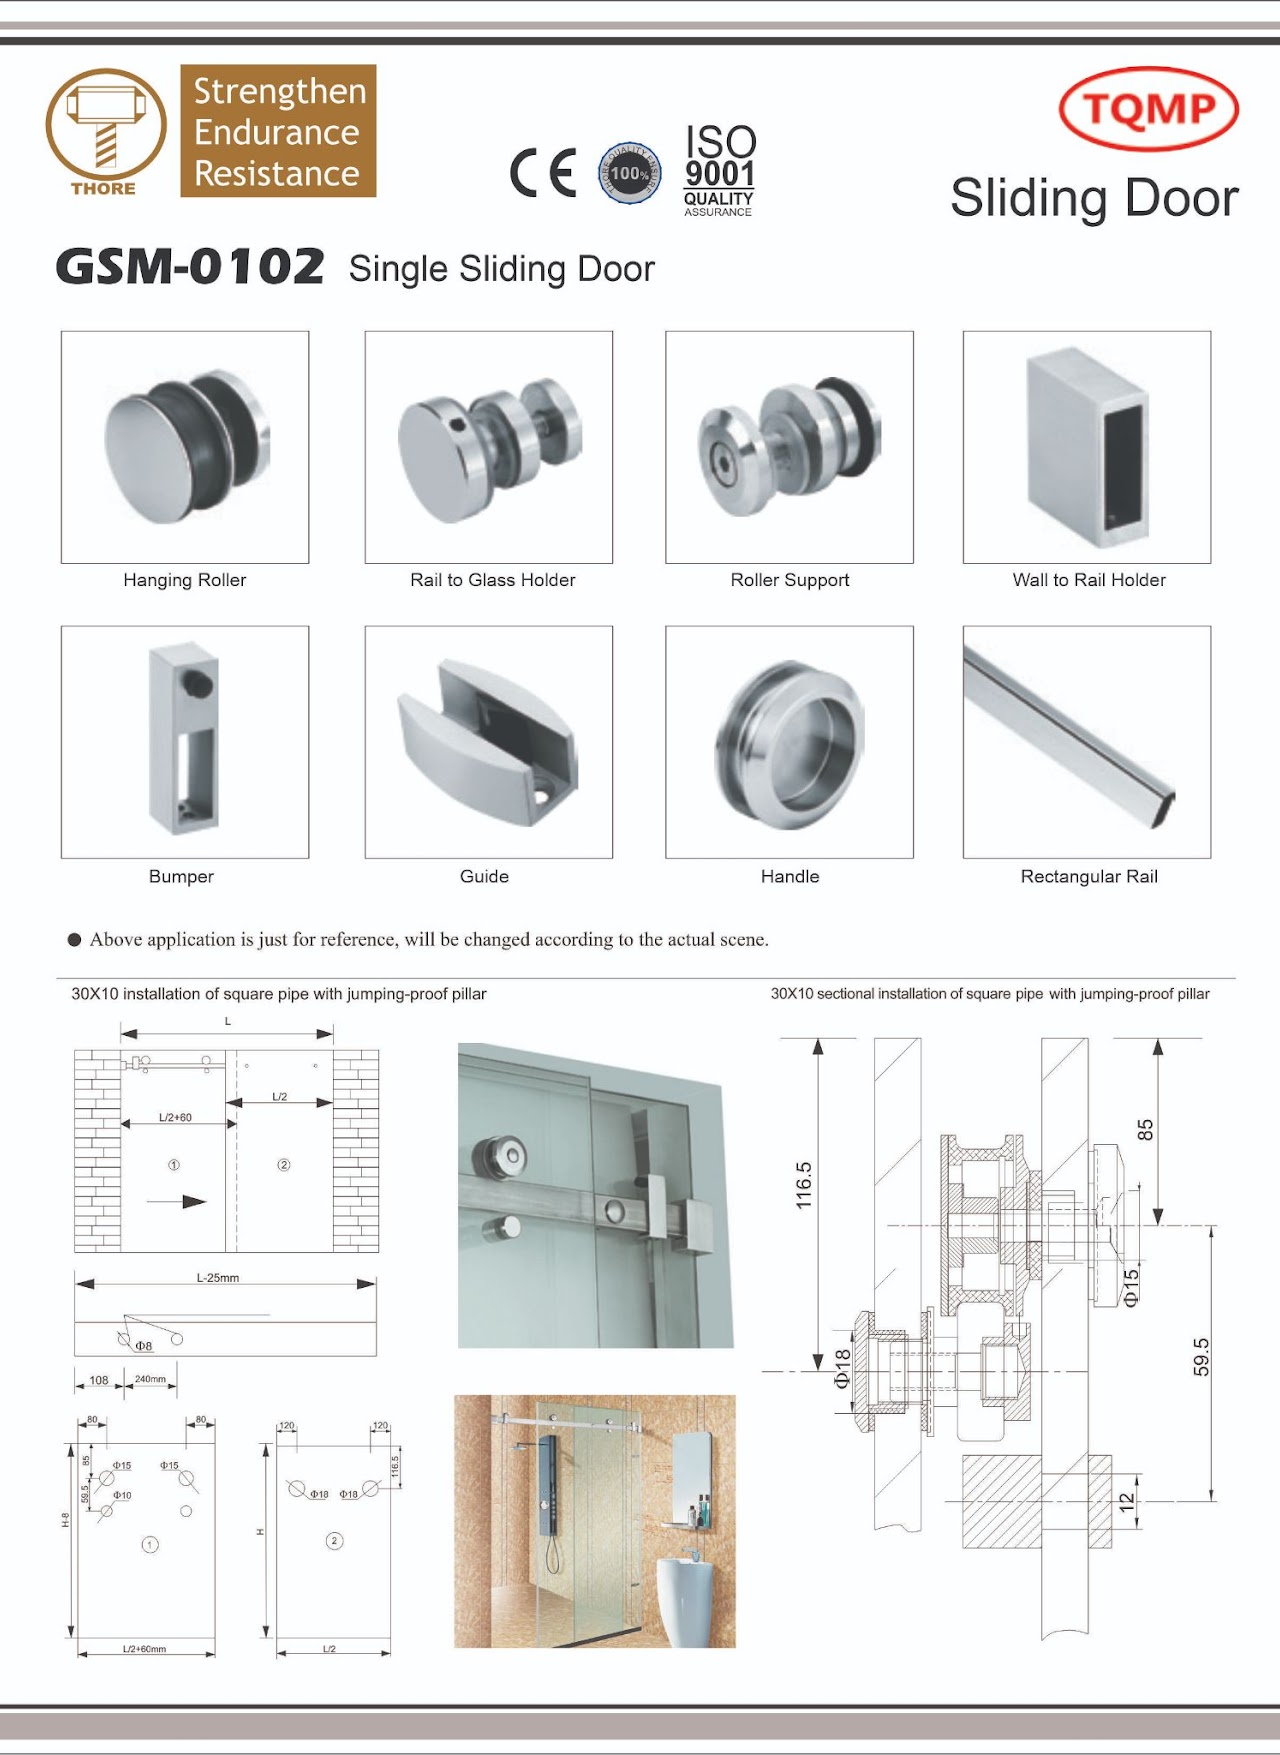 THORE
Strengthen
Endurance
Resistance
CE
THORE QUALITY ENSURE
100%
ISO
9001
QUALITY
ASSURANCE
TQMP
Sliding Door
GSM-0102 Single Sliding Door
Hanging Roller
Rail to Glass Holder
Roller Support
Wall to Rail Holder
Bumper
Guide
Handle
Rectangular Rail
● Above application is just for reference, will be changed according to the actual scene.
30X10 installation of square pipe with jumping-proof pillar
L
L/2
L/2+60
①
②
L-25mm
Φ8
108
240mm
80
80
85
Φ15
Φ15
59.5
Φ10
H-8
①
L/2+60mm
120
120
116.5
Φ18
Φ18
H
②
L/2
30X10 sectional installation of square pipe with jumping-proof pillar
116.5
85
Φ15
Φ18
59.5
12